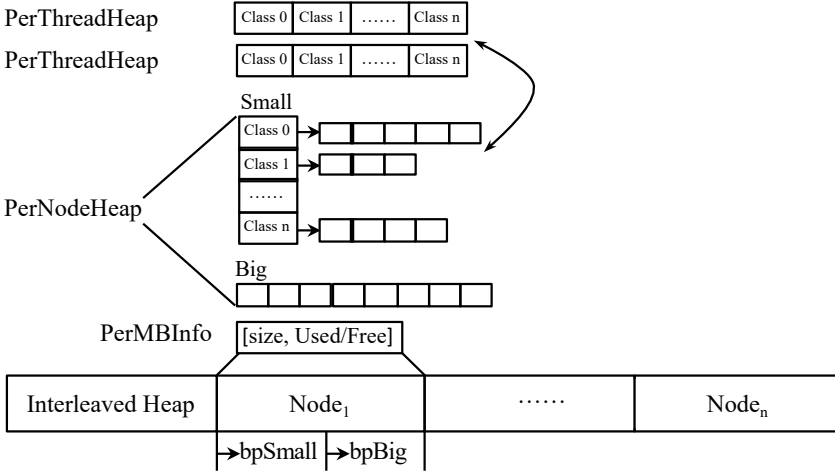 PerThreadHeap Class 0 Class 1 ...... Class n
PerThreadHeap Class 0 Class 1 ...... Class n
Small
Class 0
Class 1
......
PerNodeHeap
Class n
Big
PerMBInfo [size, Used/Free]
Interleaved Heap Node₁ ...... Nodeₙ
bpSmall bpBig